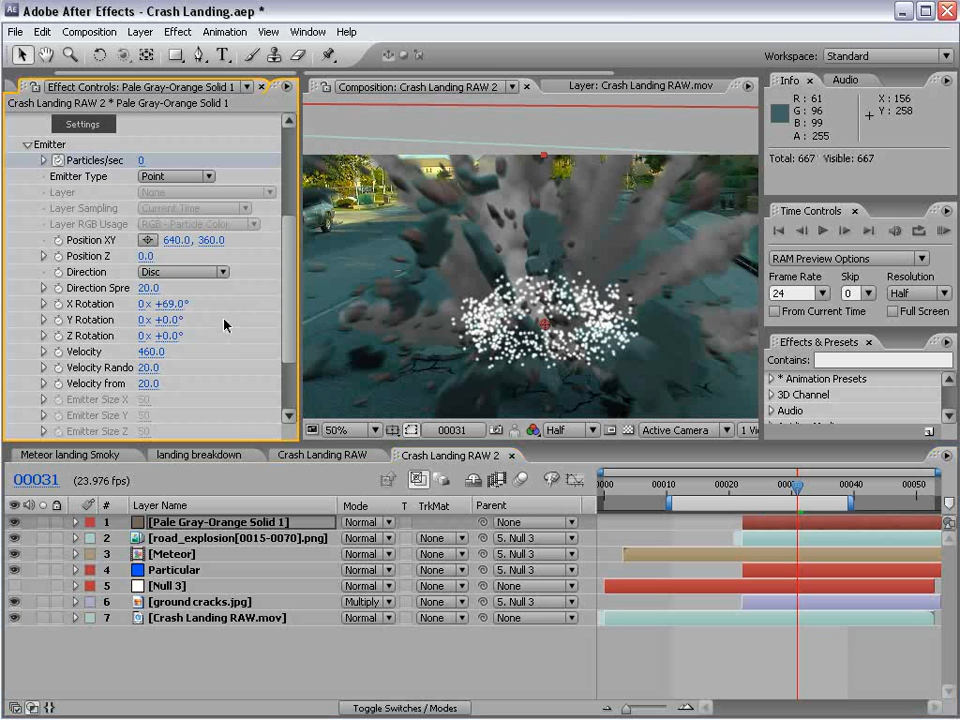 Ae Adobe After Effects - Crash Landing.aep *
File Edit Composition Layer Effect Animation View Window Help
Workspace: Standard
Effect Controls: Pale Gray-Orange Solid 1
Crash Landing RAW 2 * Pale Gray-Orange Solid 1
Settings
Emitter
Particles/sec 0
Emitter Type Point
Layer None
Layer Sampling Current Time
Layer RGB Usage RGB - Particle Color
Position XY 640.0, 360.0
Position Z 0.0
Direction Disc
Direction Spre 20.0
X Rotation 0x +69.0°
Y Rotation 0x +0.0°
Z Rotation 0x +0.0°
Velocity 460.0
Velocity Rando 20.0
Velocity from 20.0
Emitter Size X 50
Emitter Size Y 50
Emitter Size Z 50
Composition: Crash Landing RAW 2
Layer: Crash Landing RAW.mov
50% 00031 Half Active Camera 1 Vi
Info Audio
R: 61 X: 156
G: 96 Y: 258
B: 99
A: 255
Total: 667 Visible: 667
Time Controls
RAM Preview Options
Frame Rate Skip Resolution
24 0 Half
From Current Time Full Screen
Effects & Presets
Contains:
* Animation Presets
3D Channel
Audio
Meteor landing Smoky
landing breakdown
Crash Landing RAW
Crash Landing RAW 2
00031 (23.976 fps)
0000 00010 00020 00050
# Layer Name Mode T TrkMat Parent
1 [Pale Gray-Orange Solid 1] Normal None
2 [road_explosion[0015-0070].png] Normal None 5. Null 3
3 [Meteor] Normal None 5. Null 3
4 Particular Normal None 5. Null 3
5 [Null 3] Normal None None
6 [ground cracks.jpg] Multiply None 5. Null 3
7 [Crash Landing RAW.mov] Normal None None
Toggle Switches / Modes